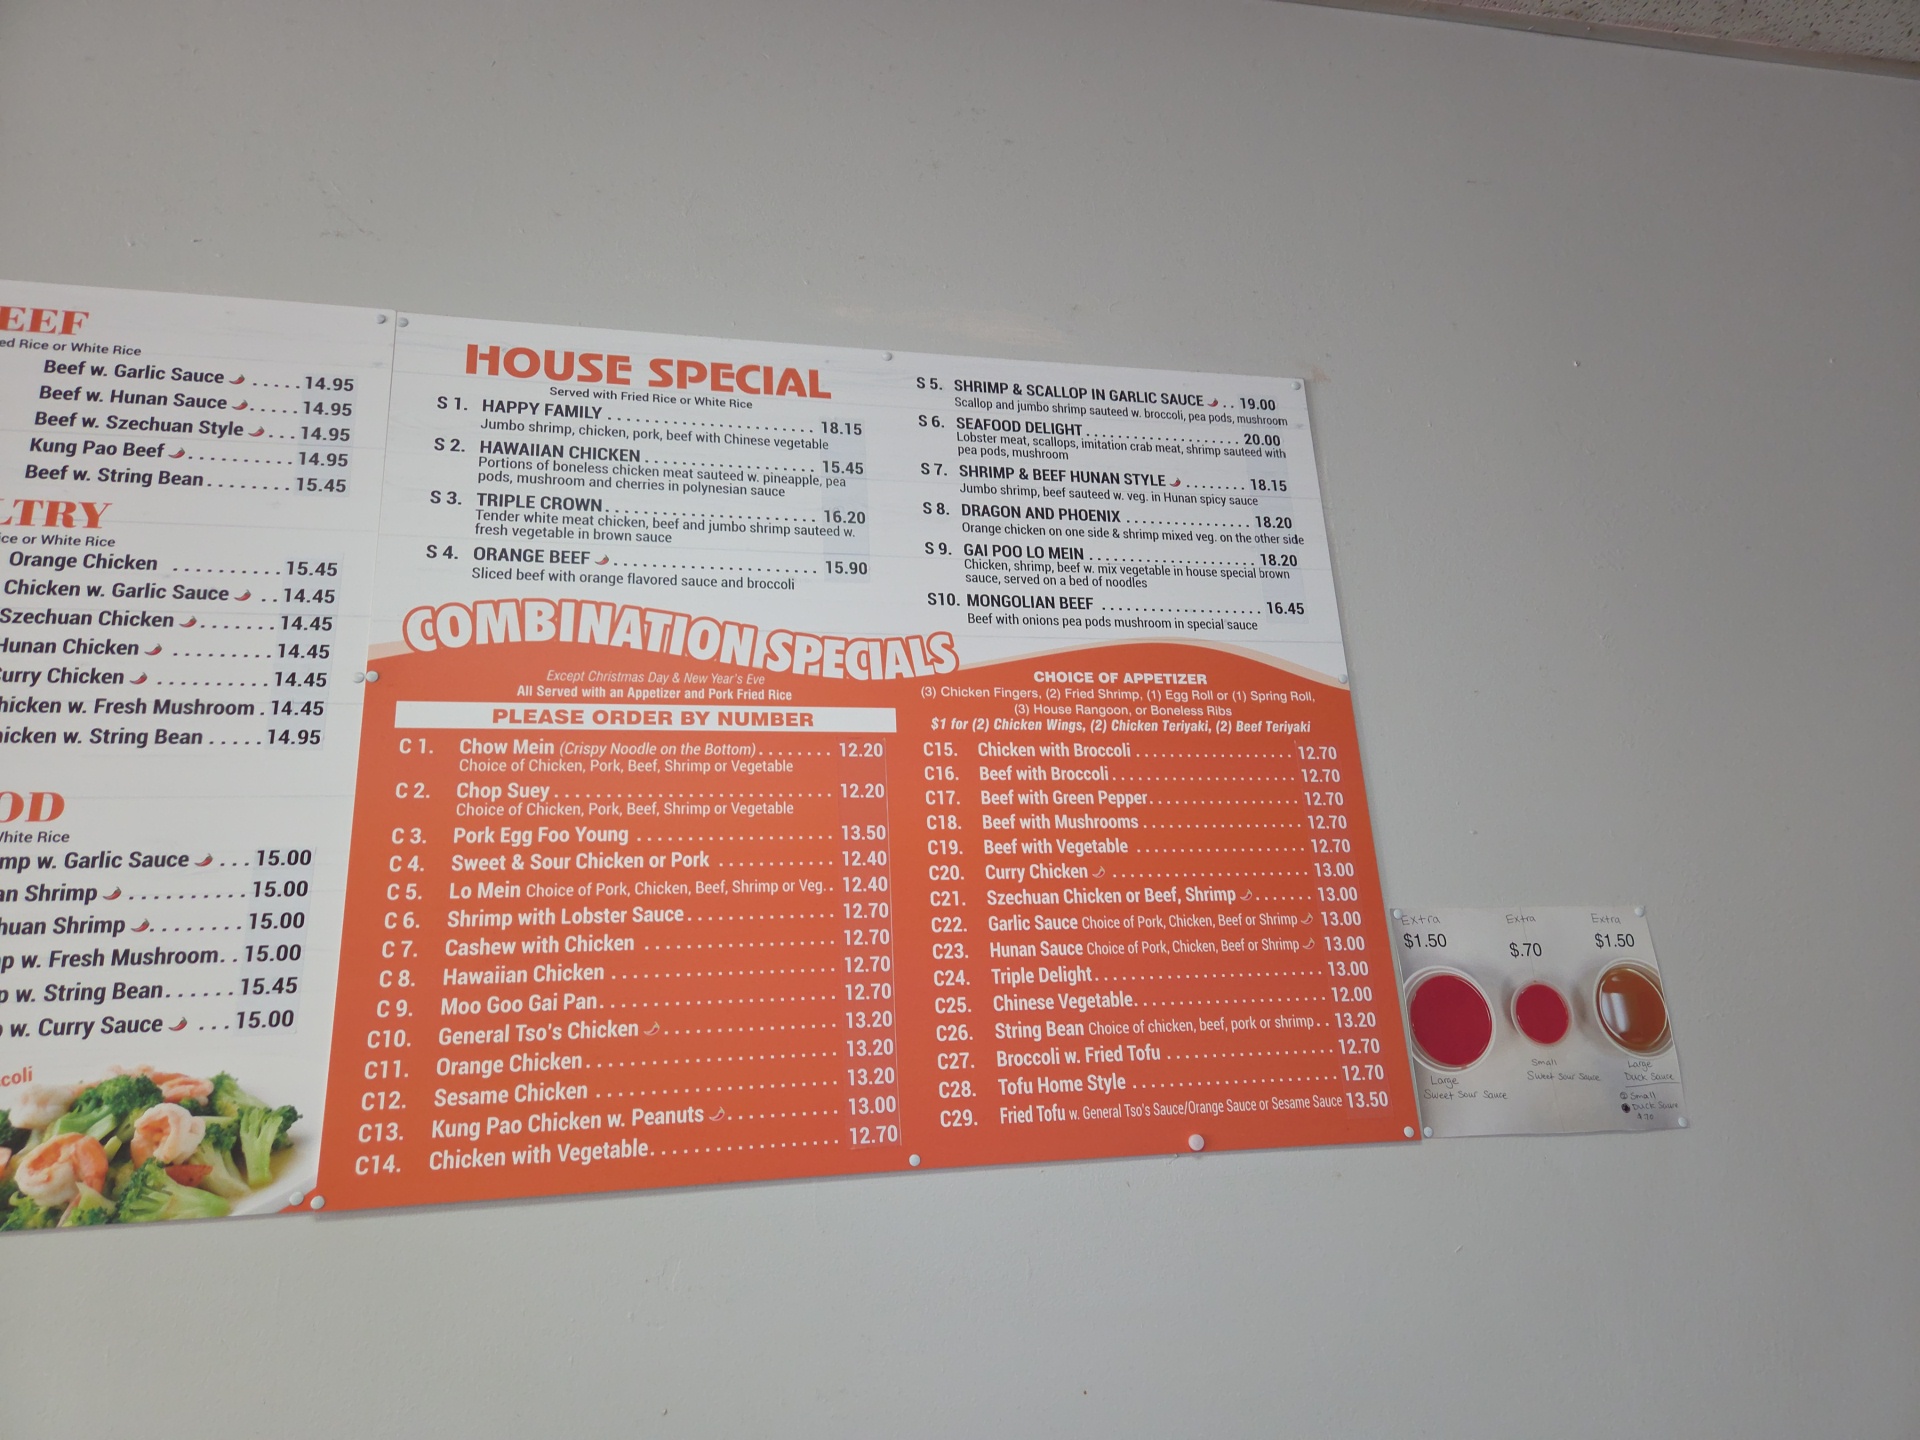 EEF
ed Rice or White Rice
Beef w. Garlic Sauce ..... 14.95
Beef w. Hunan Sauce ..... 14.95
Beef w. Szechuan Style ... 14.95
Kung Pao Beef .......... 14.95
Beef w. String Bean ........ 15.45
LTRY
ice or White Rice
Orange Chicken .......... 15.45
Chicken w. Garlic Sauce .. 14.45
Szechuan Chicken ....... 14.45
Hunan Chicken ......... 14.45
urry Chicken .......... 14.45
hicken w. Fresh Mushroom . 14.45
icken w. String Bean ..... 14.95
OD
White Rice
mp w. Garlic Sauce ... 15.00
an Shrimp .......... 15.00
huan Shrimp ........ 15.00
p w. Fresh Mushroom .. 15.00
p w. String Bean ...... 15.45
w. Curry Sauce ... 15.00
coli
HOUSE SPECIAL
Served with Fried Rice or White Rice
S 1. HAPPY FAMILY ........................ 18.15
Jumbo shrimp, chicken, pork, beef with Chinese vegetable
S 2. HAWAIIAN CHICKEN .................... 15.45
Portions of boneless chicken meat sauteed w. pineapple, pea
pods, mushroom and cherries in polynesian sauce
S 3. TRIPLE CROWN ........................ 16.20
Tender white meat chicken, beef and jumbo shrimp sauteed w.
fresh vegetable in brown sauce
S 4. ORANGE BEEF ........................ 15.90
Sliced beef with orange flavored sauce and broccoli
S 5. SHRIMP & SCALLOP IN GARLIC SAUCE .. 19.00
Scallop and jumbo shrimp sauteed w. broccoli, pea pods, mushroom
S 6. SEAFOOD DELIGHT .................... 20.00
Lobster meat, scallops, imitation crab meat, shrimp sauteed with
pea pods, mushroom
S 7. SHRIMP & BEEF HUNAN STYLE ........ 18.15
Jumbo shrimp, beef sauteed w. veg. in Hunan spicy sauce
S 8. DRAGON AND PHOENIX ................ 18.20
Orange chicken on one side & shrimp mixed veg. on the other side
S 9. GAI POO LO MEIN ...................... 18.20
Chicken, shrimp, beef w. mix vegetable in house special brown
sauce, served on a bed of noodles
S10. MONGOLIAN BEEF .................... 16.45
Beef with onions pea pods mushroom in special sauce
COMBINATION SPECIALS
Except Christmas Day & New Year's Eve
All Served with an Appetizer and Pork Fried Rice
PLEASE ORDER BY NUMBER
CHOICE OF APPETIZER
(3) Chicken Fingers, (2) Fried Shrimp, (1) Egg Roll or (1) Spring Roll,
(3) House Rangoon, or Boneless Ribs
$1 for (2) Chicken Wings, (2) Chicken Teriyaki, (2) Beef Teriyaki
C 1. Chow Mein (Crispy Noodle on the Bottom) ........ 12.20
Choice of Chicken, Pork, Beef, Shrimp or Vegetable
C 2. Chop Suey .............................. 12.20
Choice of Chicken, Pork, Beef, Shrimp or Vegetable
C 3. Pork Egg Foo Young ..................... 13.50
C 4. Sweet & Sour Chicken or Pork ............ 12.40
C 5. Lo Mein Choice of Pork, Chicken, Beef, Shrimp or Veg. . 12.40
C 6. Shrimp with Lobster Sauce ............... 12.70
C 7. Cashew with Chicken .................... 12.70
C 8. Hawaiian Chicken ....................... 12.70
C 9. Moo Goo Gai Pan ........................ 12.70
C10. General Tso's Chicken .................. 13.20
C11. Orange Chicken ......................... 13.20
C12. Sesame Chicken ......................... 13.20
C13. Kung Pao Chicken w. Peanuts ........... 13.00
C14. Chicken with Vegetable .................. 12.70
C15. Chicken with Broccoli .................... 12.70
C16. Beef with Broccoli ....................... 12.70
C17. Beef with Green Pepper .................. 12.70
C18. Beef with Mushrooms .................... 12.70
C19. Beef with Vegetable ..................... 12.70
C20. Curry Chicken .......................... 13.00
C21. Szechuan Chicken or Beef, Shrimp ....... 13.00
C22. Garlic Sauce Choice of Pork, Chicken, Beef or Shrimp 13.00
C23. Hunan Sauce Choice of Pork, Chicken, Beef or Shrimp 13.00
C24. Triple Delight ........................... 13.00
C25. Chinese Vegetable ....................... 12.00
C26. String Bean Choice of chicken, beef, pork or shrimp .. 13.20
C27. Broccoli w. Fried Tofu ................... 12.70
C28. Tofu Home Style ........................ 12.70
C29. Fried Tofu w. General Tso's Sauce/Orange Sauce or Sesame Sauce 13.50
Extra Extra Extra
$1.50 $.70 $1.50
Large
Sweet Sour Sauce
Small
Sweet Sour Sauce
Large
Duck Sauce
Small
Duck Sauce
$.70